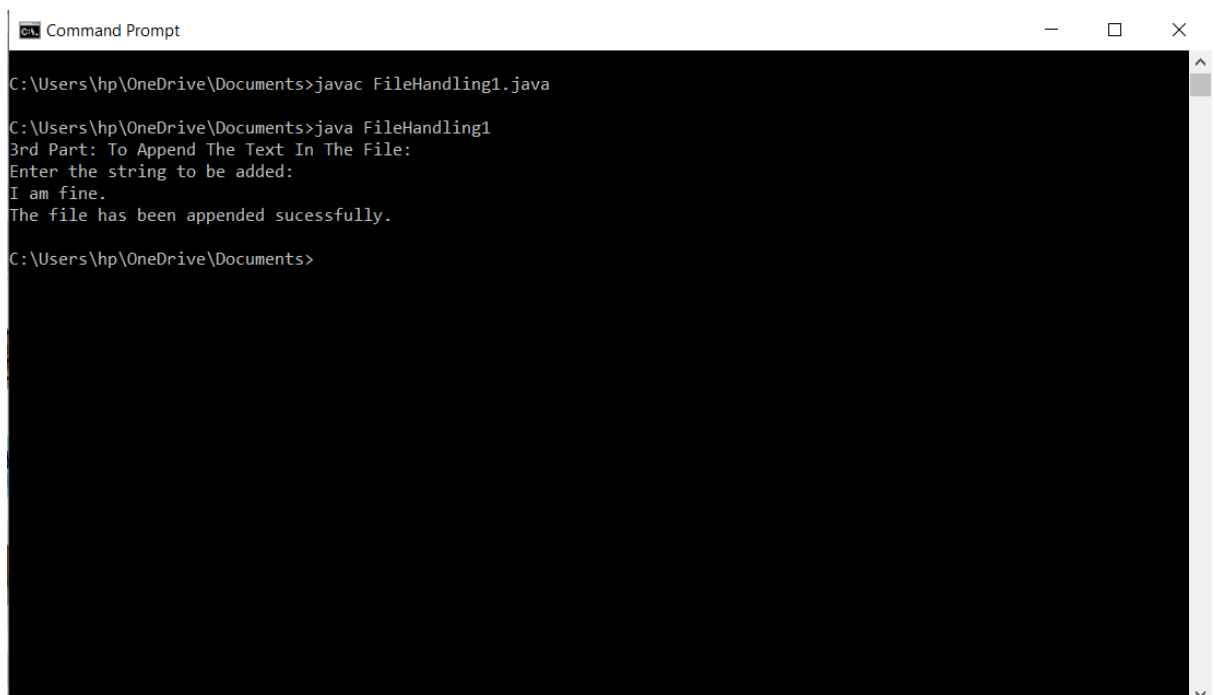 Command Prompt
C:\Users\hp\OneDrive\Documents>javac FileHandling1.java
C:\Users\hp\OneDrive\Documents>java FileHandling1
3rd Part: To Append The Text In The File:
Enter the string to be added:
I am fine.
The file has been appended sucessfully.
C:\Users\hp\OneDrive\Documents>